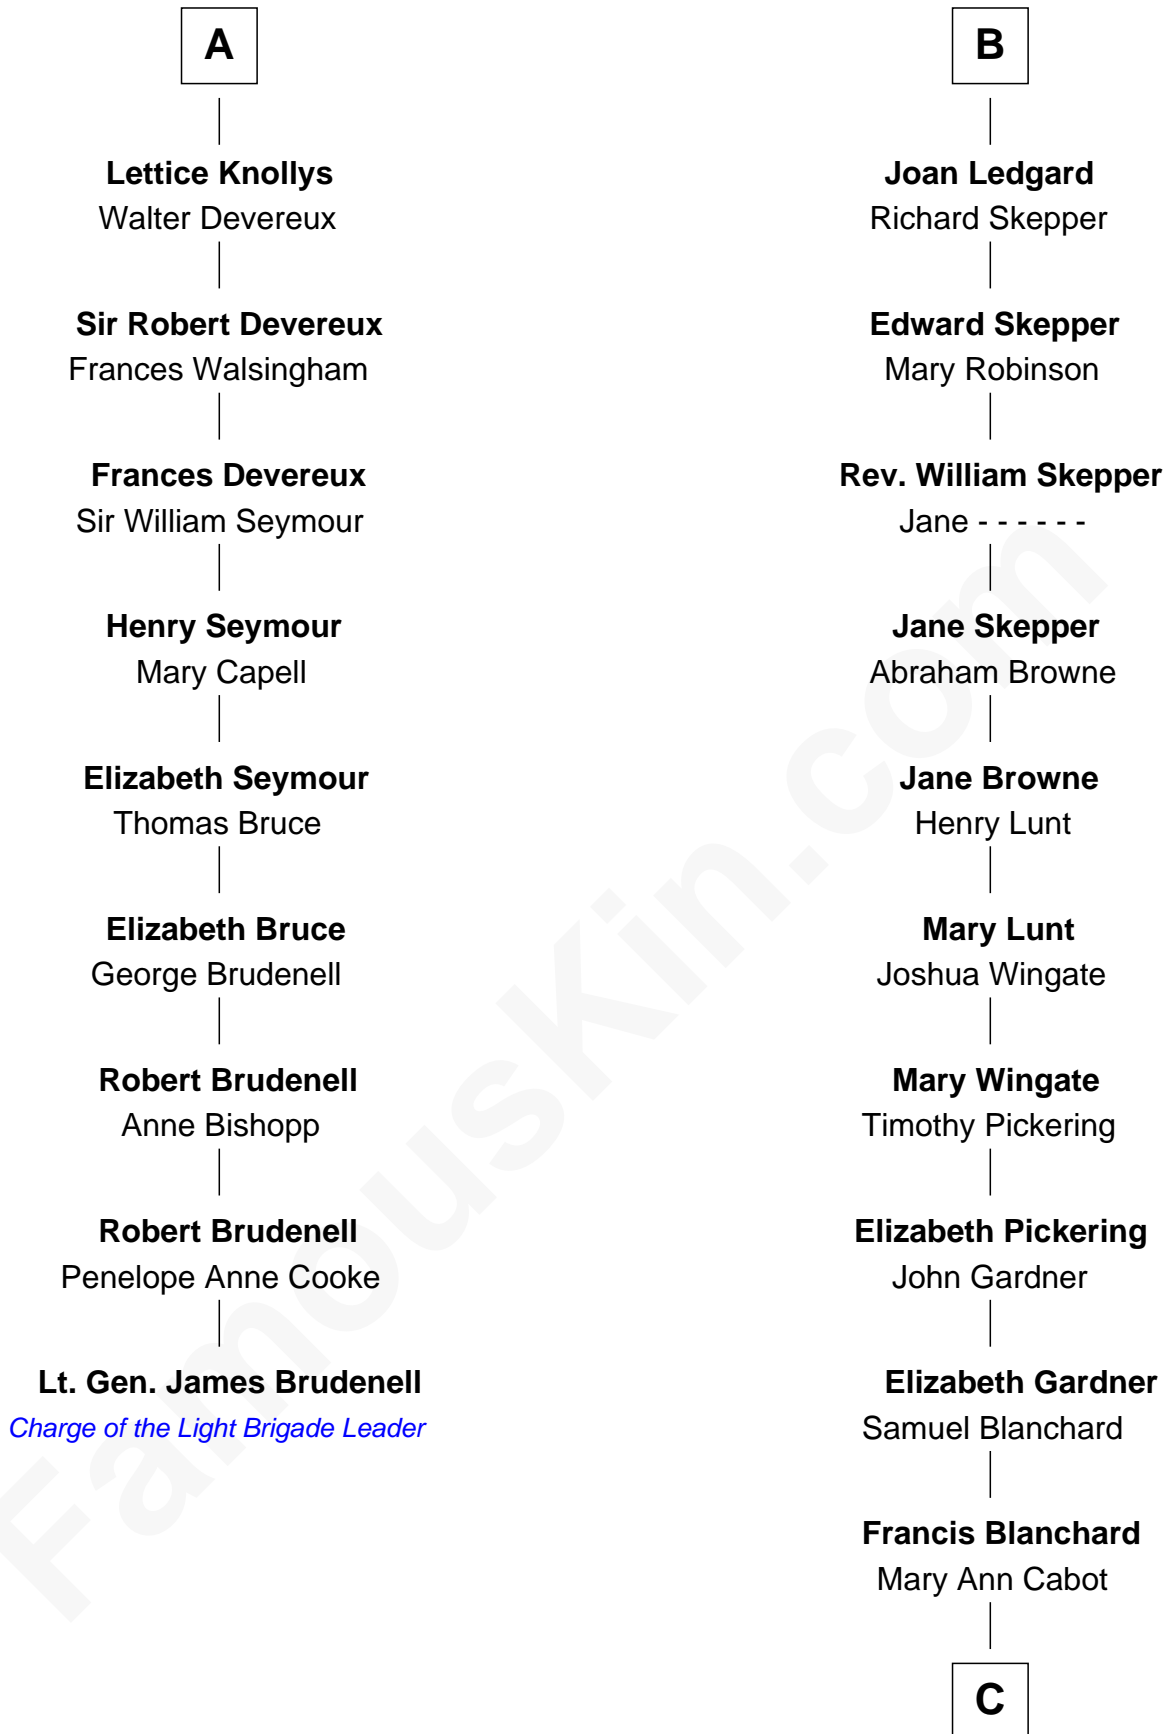 A
Lettice Knollys
Walter Devereux
Sir Robert Devereux
Frances Walsingham
Frances Devereux
Sir William Seymour
Henry Seymour
Mary Capell
Elizabeth Seymour
Thomas Bruce
Elizabeth Bruce
George Brudenell
Robert Brudenell
Anne Bishopp
Robert Brudenell
Penelope Anne Cooke
Lt. Gen. James Brudenell
Charge of the Light Brigade Leader
B
Joan Ledgard
Richard Skepper
Edward Skepper
Mary Robinson
Rev. William Skepper
Jane - - - - - -
Jane Skepper
Abraham Browne
Jane Browne
Henry Lunt
Mary Lunt
Joshua Wingate
Mary Wingate
Timothy Pickering
Elizabeth Pickering
John Gardner
Elizabeth Gardner
Samuel Blanchard
Francis Blanchard
Mary Ann Cabot
C
FamousKin.com